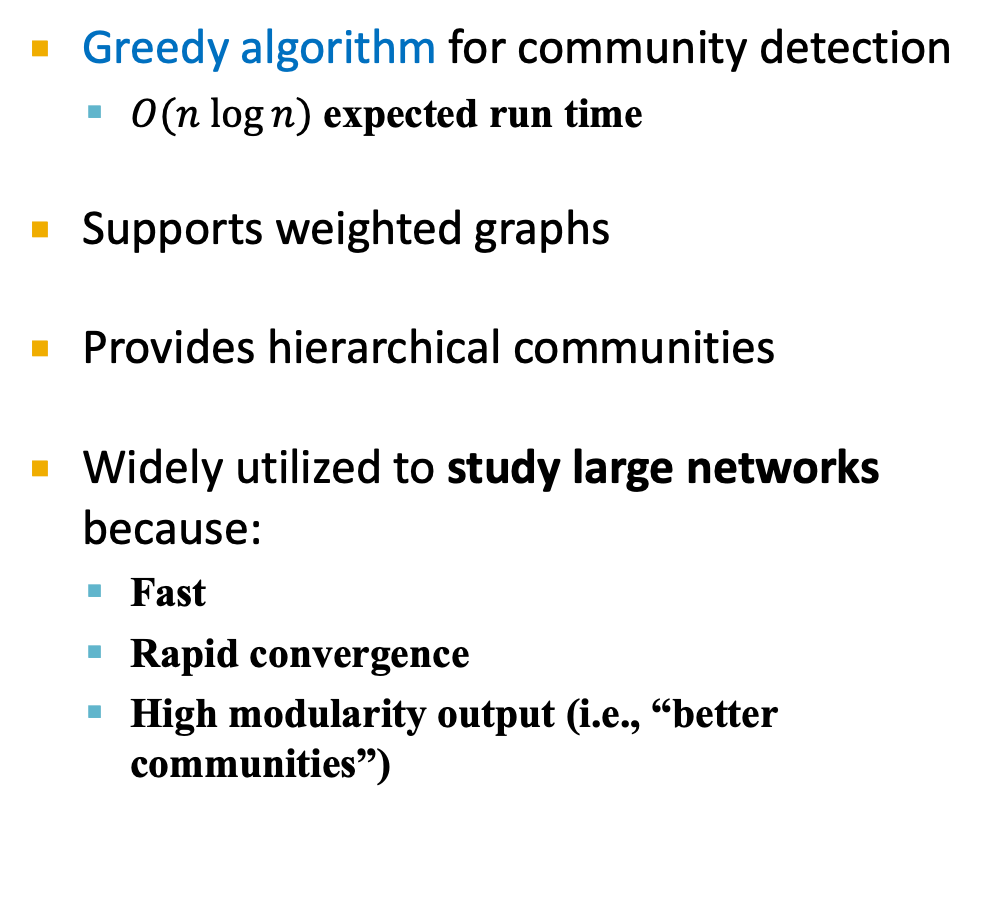 Greedy algorithm for community detection
O(n log n) expected run time
Supports weighted graphs
Provides hierarchical communities
Widely utilized to study large networks
because:
Fast
Rapid convergence
High modularity output (i.e., “better
communities”)